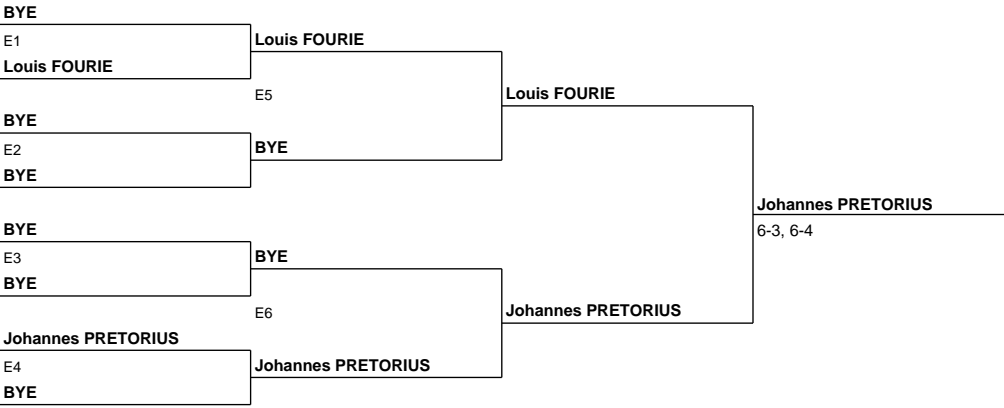 BYE
E1
Louis FOURIE
BYE
E2
BYE
BYE
E3
BYE
Johannes PRETORIUS
E4
BYE
Louis FOURIE
E5
BYE
BYE
E6
Johannes PRETORIUS
Louis FOURIE
Johannes PRETORIUS
Johannes PRETORIUS
6-3, 6-4